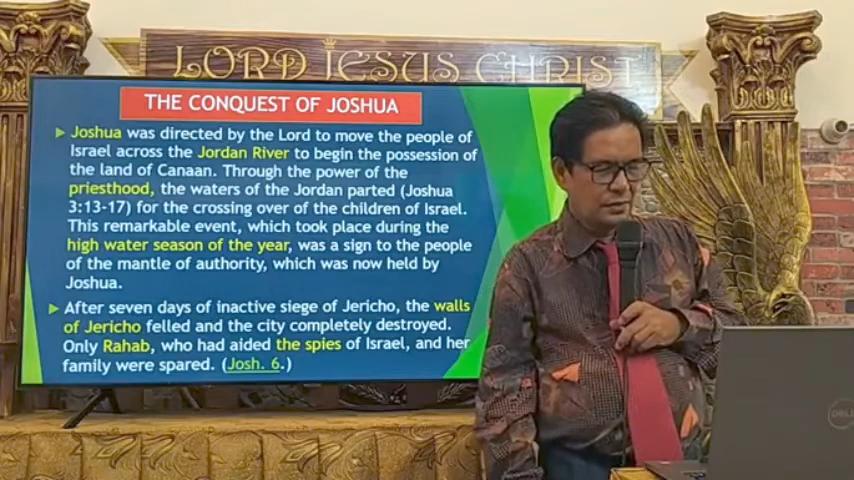 LORD JESUS CHRIST
THE CONQUEST OF JOSHUA
Joshua was directed by the Lord to move the people of
Israel across the Jordan River to begin the possession of
the land of Canaan. Through the power of the
priesthood, the waters of the Jordan parted (Joshua
3:13-17) for the crossing over of the children of Israel.
This remarkable event, which took place during the
high water season of the year, was a sign to the people
of the mantle of authority, which was now held by
Joshua.
After seven days of inactive siege of Jericho, the walls
of Jericho felled and the city completely destroyed.
Only Rahab, who had aided the spies of Israel, and her
family were spared. (Josh. 6.)
DELL